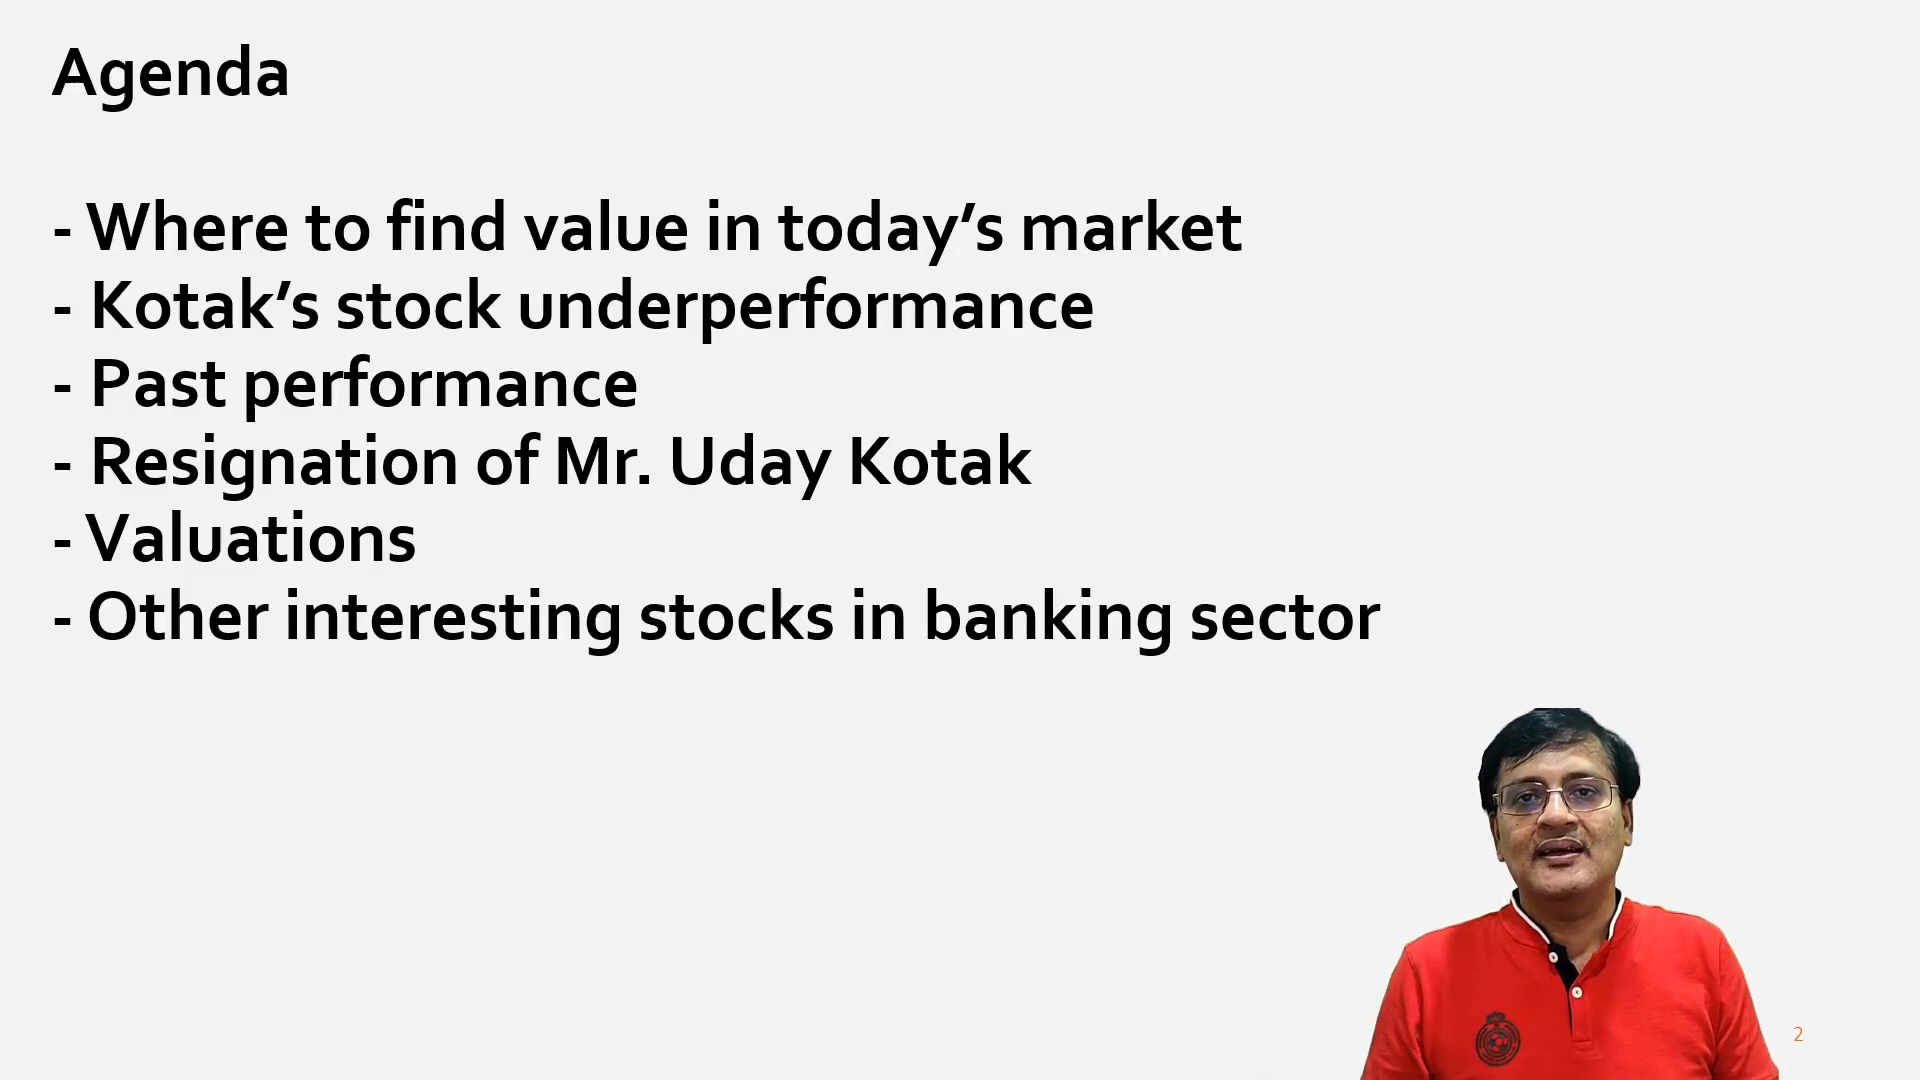 Agenda
- Where to find value in today’s market
- Kotak’s stock underperformance
- Past performance
- Resignation of Mr. Uday Kotak
- Valuations
- Other interesting stocks in banking sector
2